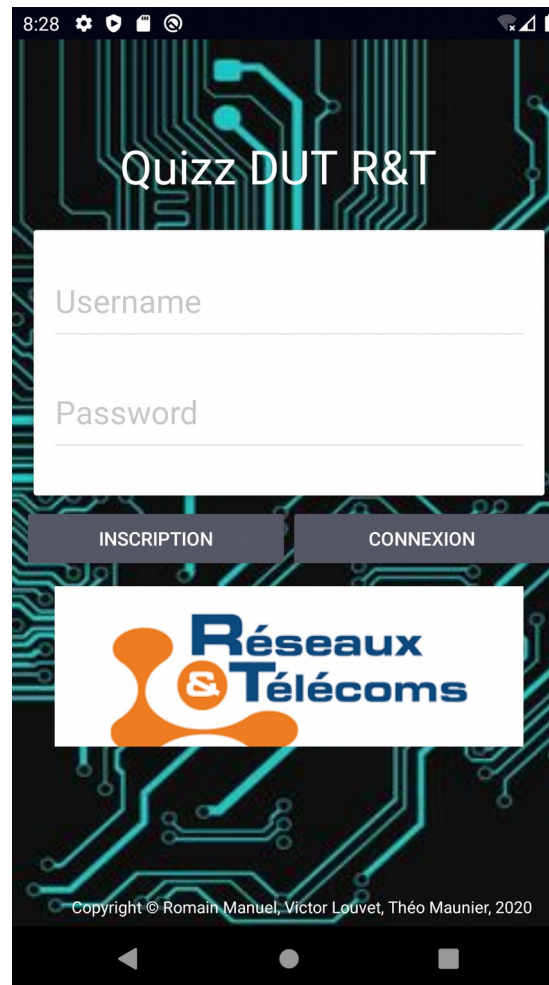 8:28
Quizz DUT R&T
Username
Password
INSCRIPTION CONNEXION
Réseaux
& Télécoms
Copyright © Romain Manuel, Victor Louvet, Théo Maunier, 2020